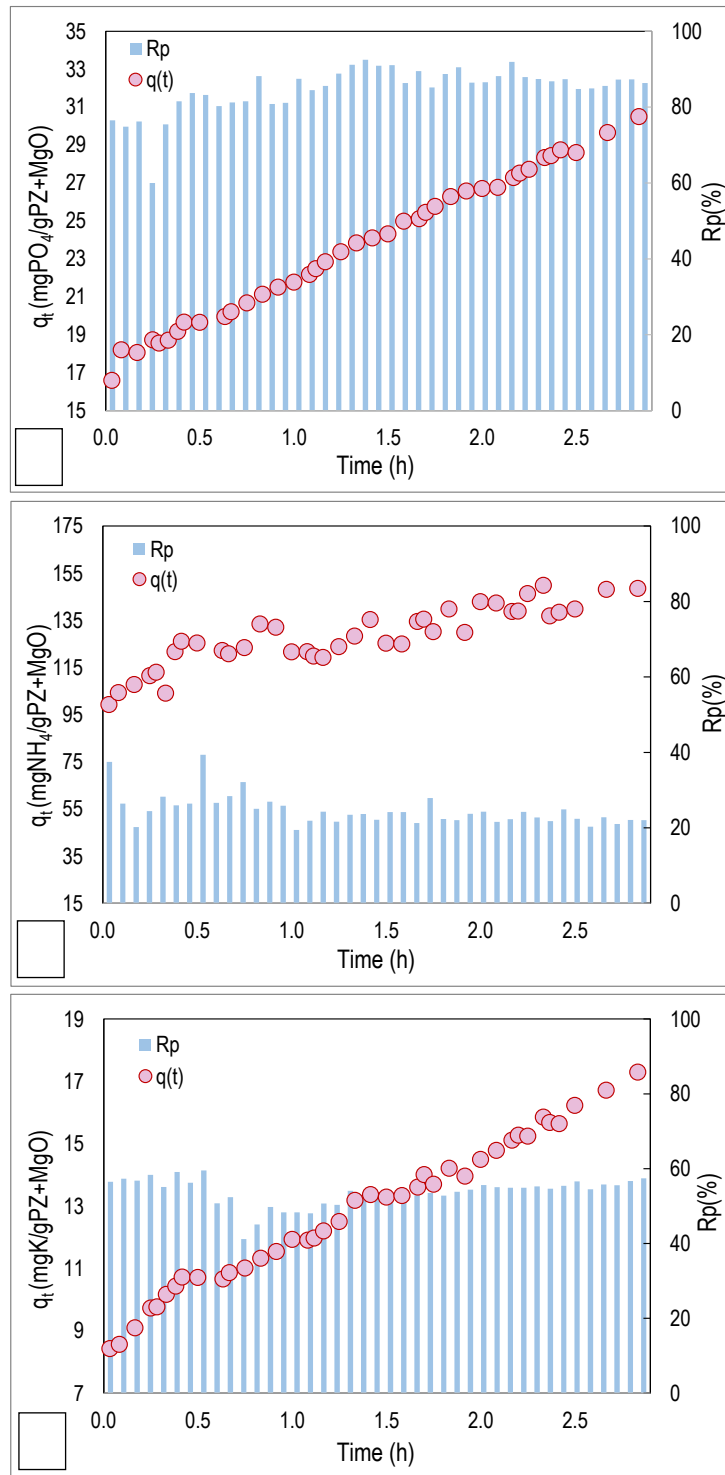 35
33
31
29
27
25
23
21
19
17
15
qt (mgPO4/gPZ+MgO)
Rp
q(t)
100
80
60
40
20
0
Rp(%)
0.0 0.5 1.0 1.5 2.0 2.5
Time (h)
175
155
135
115
95
75
55
35
15
qt (mgNH4/gPZ+MgO)
Rp
q(t)
100
80
60
40
20
0
Rp(%)
0.0 0.5 1.0 1.5 2.0 2.5
Time (h)
19
17
15
13
11
9
7
qt (mgK/gPZ+MgO)
Rp
q(t)
100
80
60
40
20
0
Rp(%)
0.0 0.5 1.0 1.5 2.0 2.5
Time (h)